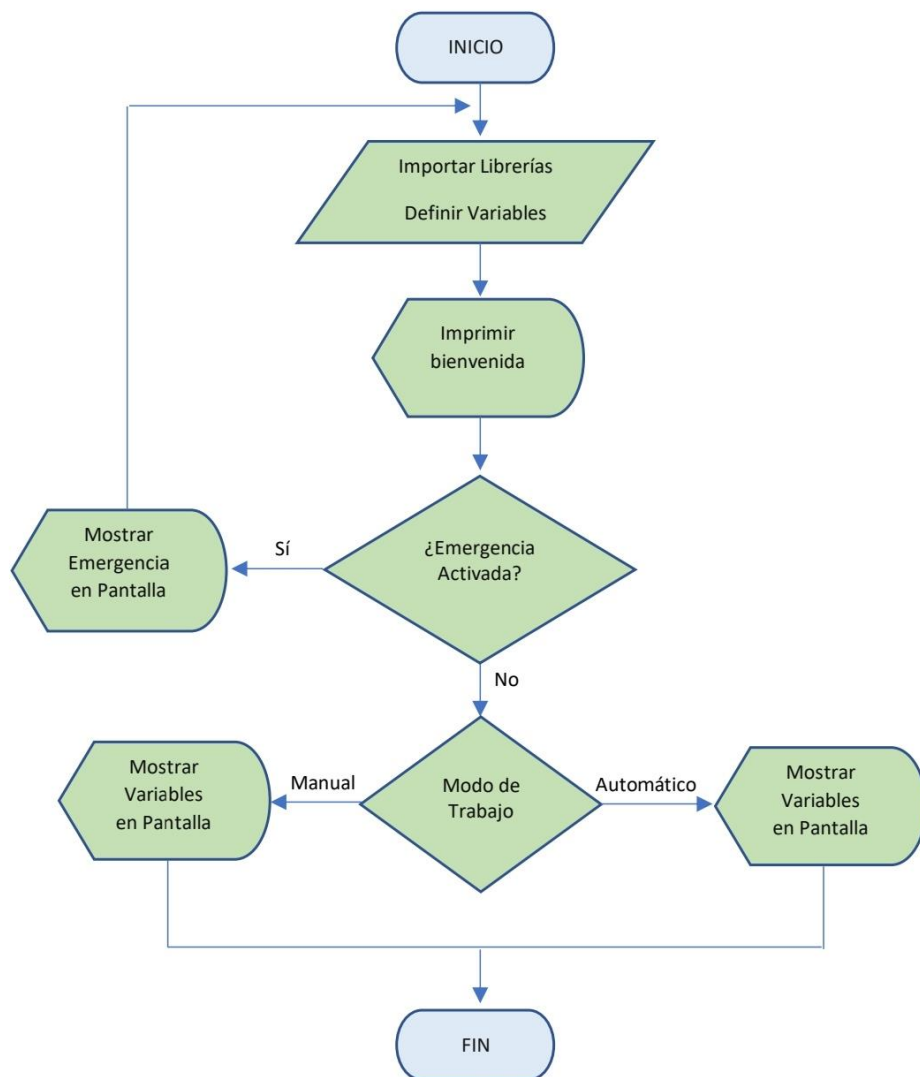 INICIO
Importar Librerías
Definir Variables
Imprimir
bienvenida
¿Emergencia
Activada?
Sí
Mostrar
Emergencia
en Pantalla
No
Modo de
Trabajo
Manual
Mostrar
Variables
en Pantalla
Automático
Mostrar
Variables
en Pantalla
FIN